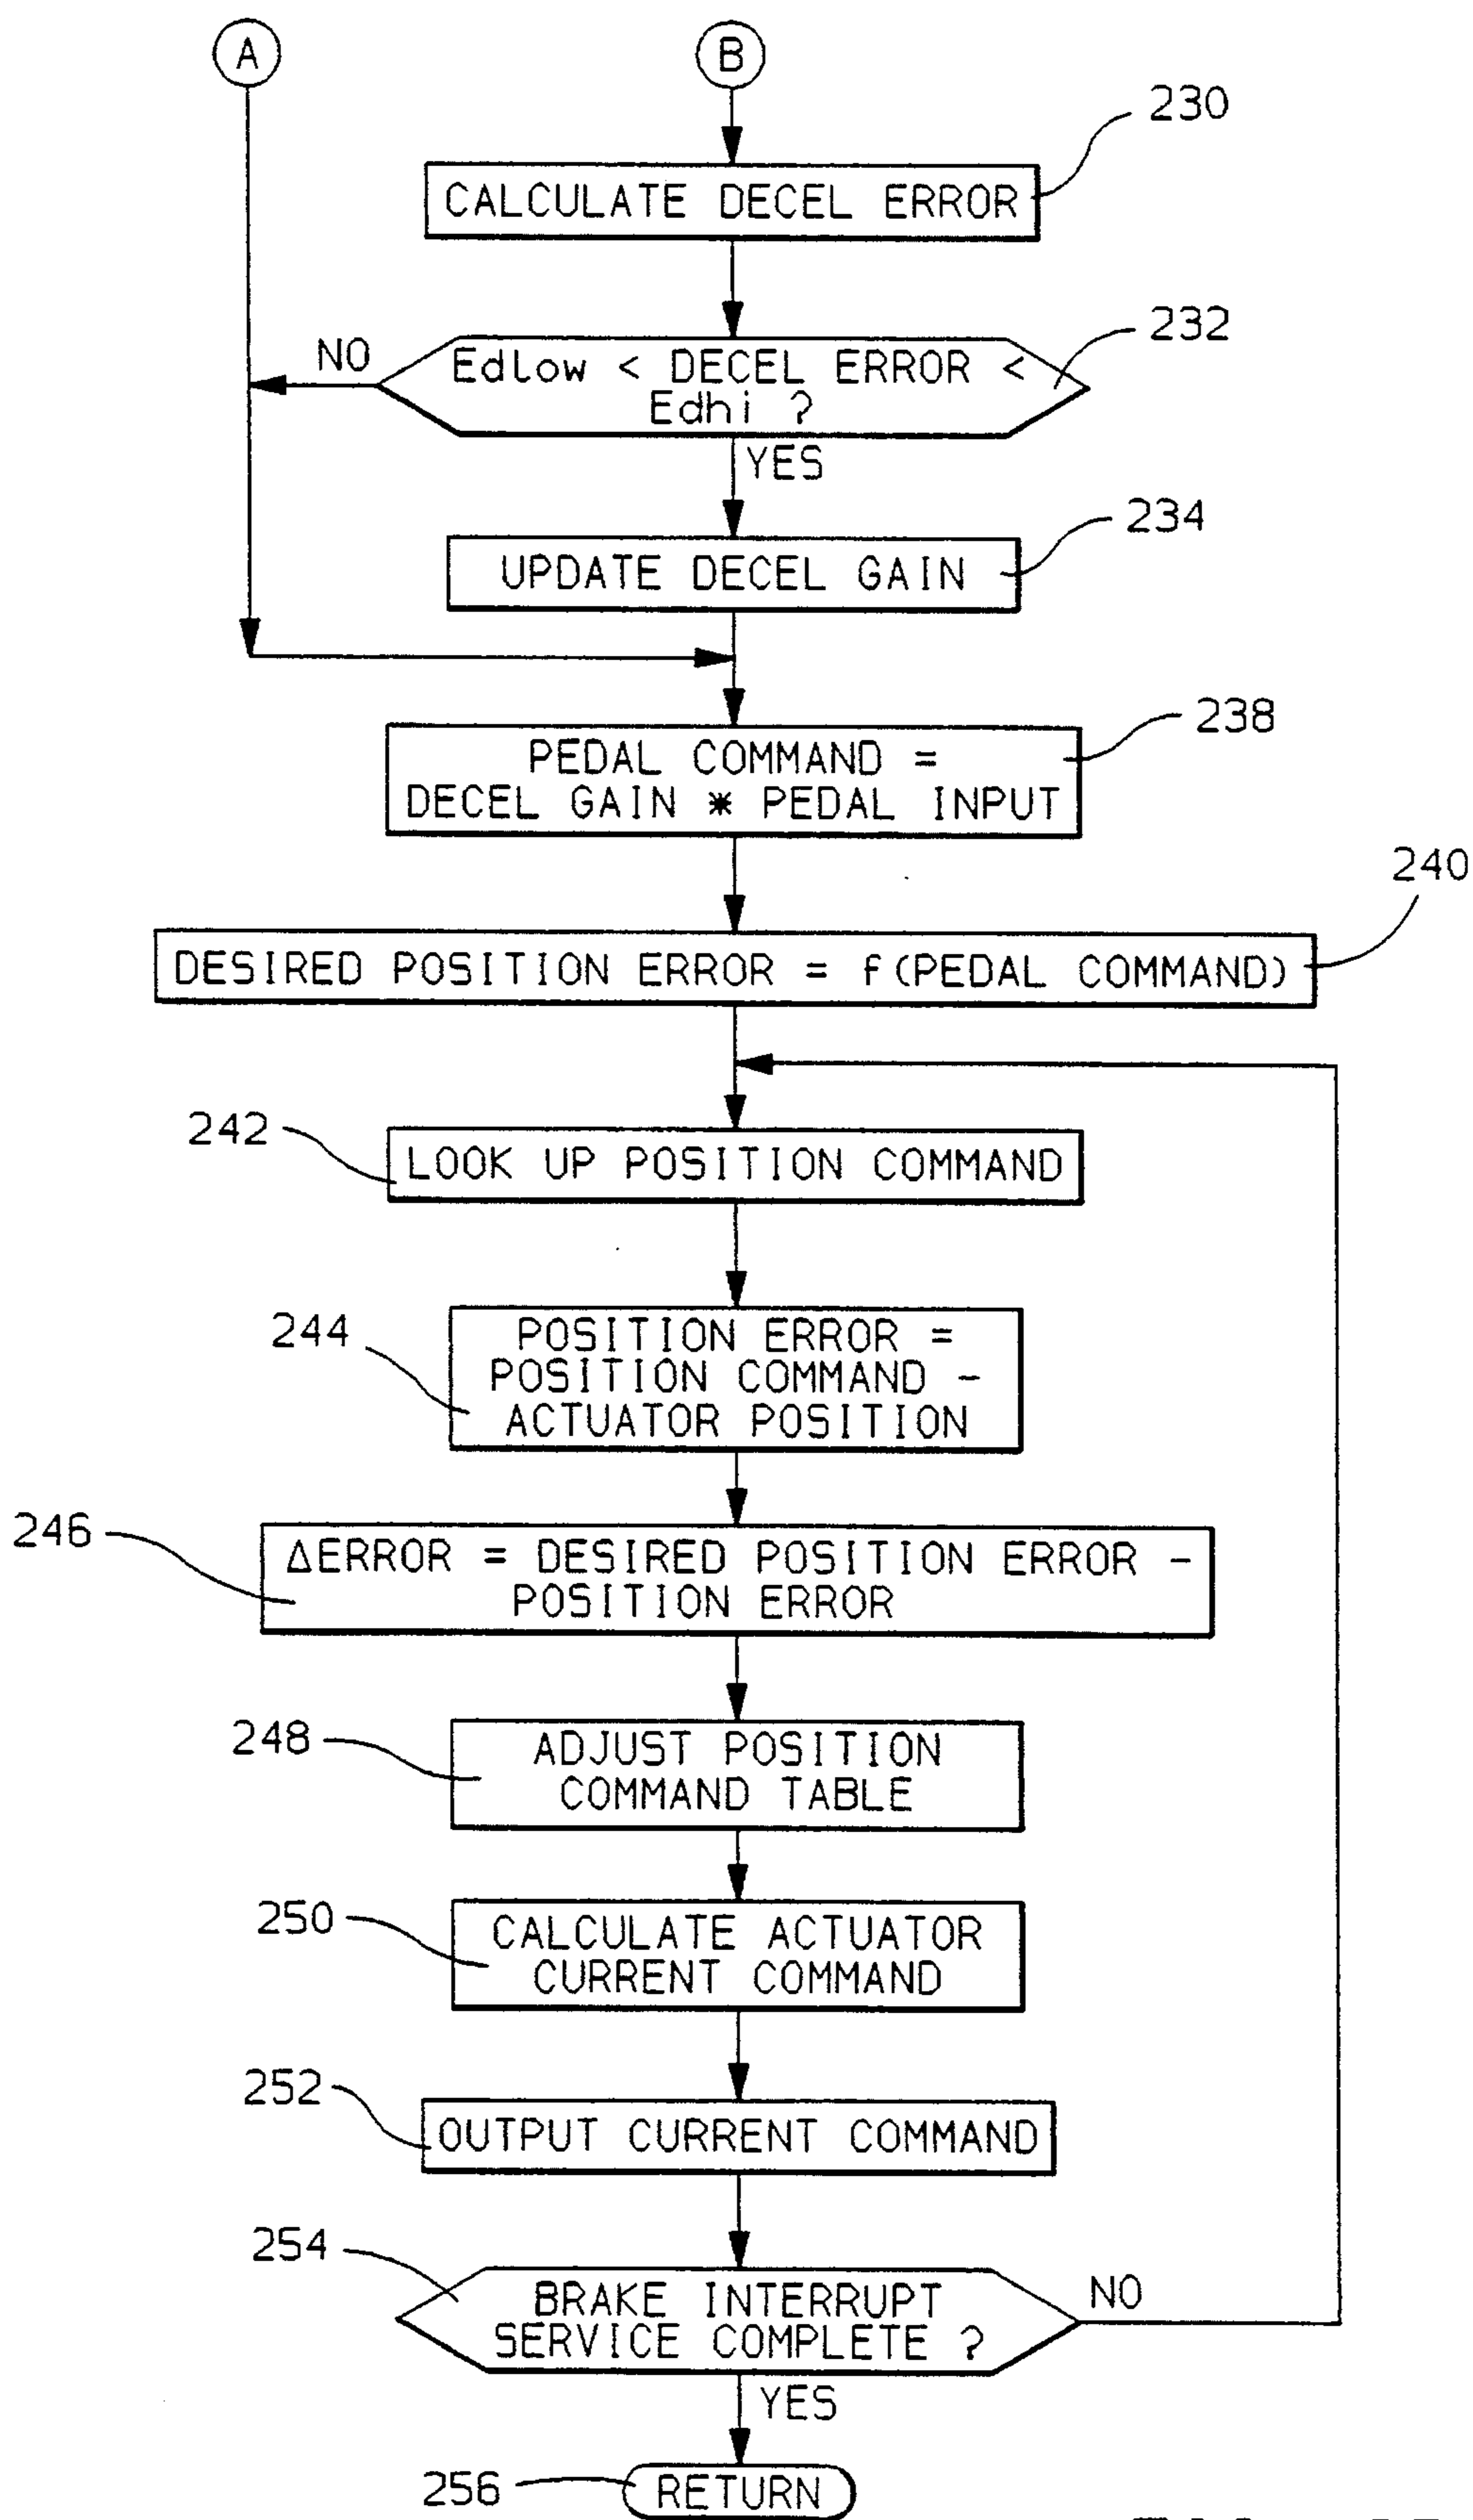 A
B
230
CALCULATE DECEL ERROR
232
NO
Edlow < DECEL ERROR <
Edhi ?
YES
234
UPDATE DECEL GAIN
238
PEDAL COMMAND =
DECEL GAIN * PEDAL INPUT
240
DESIRED POSITION ERROR = f(PEDAL COMMAND)
242
LOOK UP POSITION COMMAND
244
POSITION ERROR =
POSITION COMMAND -
ACTUATOR POSITION
246
ΔERROR = DESIRED POSITION ERROR -
POSITION ERROR
248
ADJUST POSITION
COMMAND TABLE
250
CALCULATE ACTUATOR
CURRENT COMMAND
252
OUTPUT CURRENT COMMAND
254
BRAKE INTERRUPT
SERVICE COMPLETE ?
NO
YES
256
RETURN